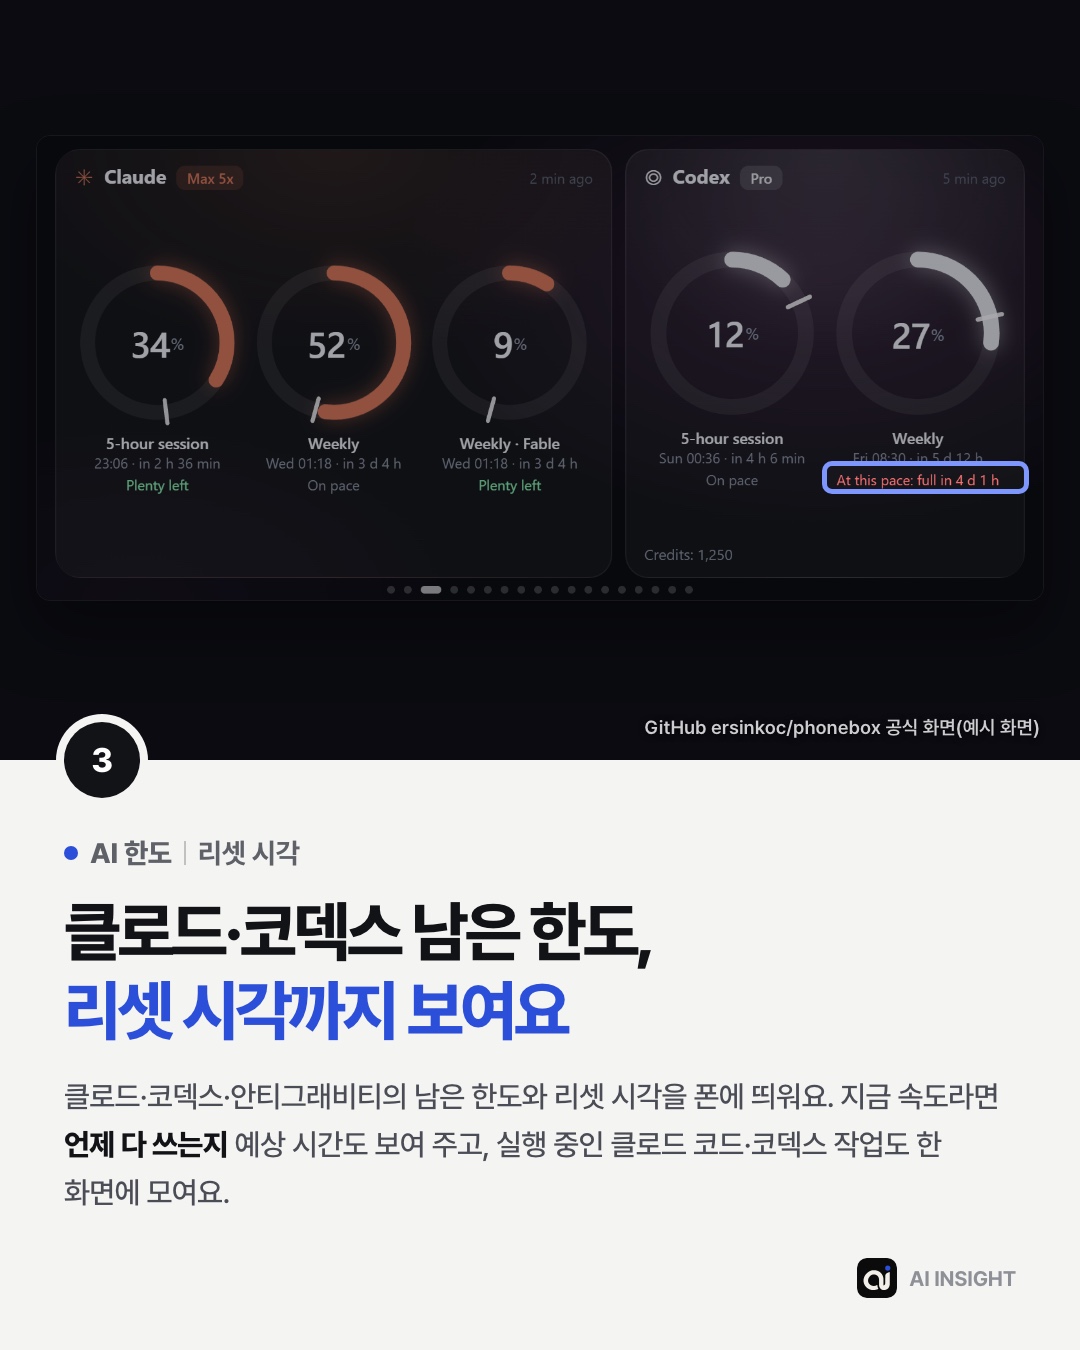 Claude Max 5x 2 min ago
34%
52%
9%
5-hour session
23:06 · in 2 h 36 min
Plenty left
Weekly
Wed 01:18 · in 3 d 4 h
On pace
Weekly · Fable
Wed 01:18 · in 3 d 4 h
Plenty left
Codex Pro 5 min ago
12%
27%
5-hour session
Sun 00:36 · in 4 h 6 min
On pace
Weekly
Fri 08:30 · in 5 d 12 h
At this pace: full in 4 d 1 h
Credits: 1,250
GitHub ersinkoc/phonebox 공식 화면(예시 화면)
3
AI 한도 | 리셋 시각
클로드·코덱스 남은 한도,
리셋 시각까지 보여요
클로드·코덱스·안티그래비티의 남은 한도와 리셋 시각을 폰에 띄워요. 지금 속도라면
언제 다 쓰는지 예상 시간도 보여 주고, 실행 중인 클로드 코드·코덱스 작업도 한
화면에 모여요.
ai AI INSIGHT